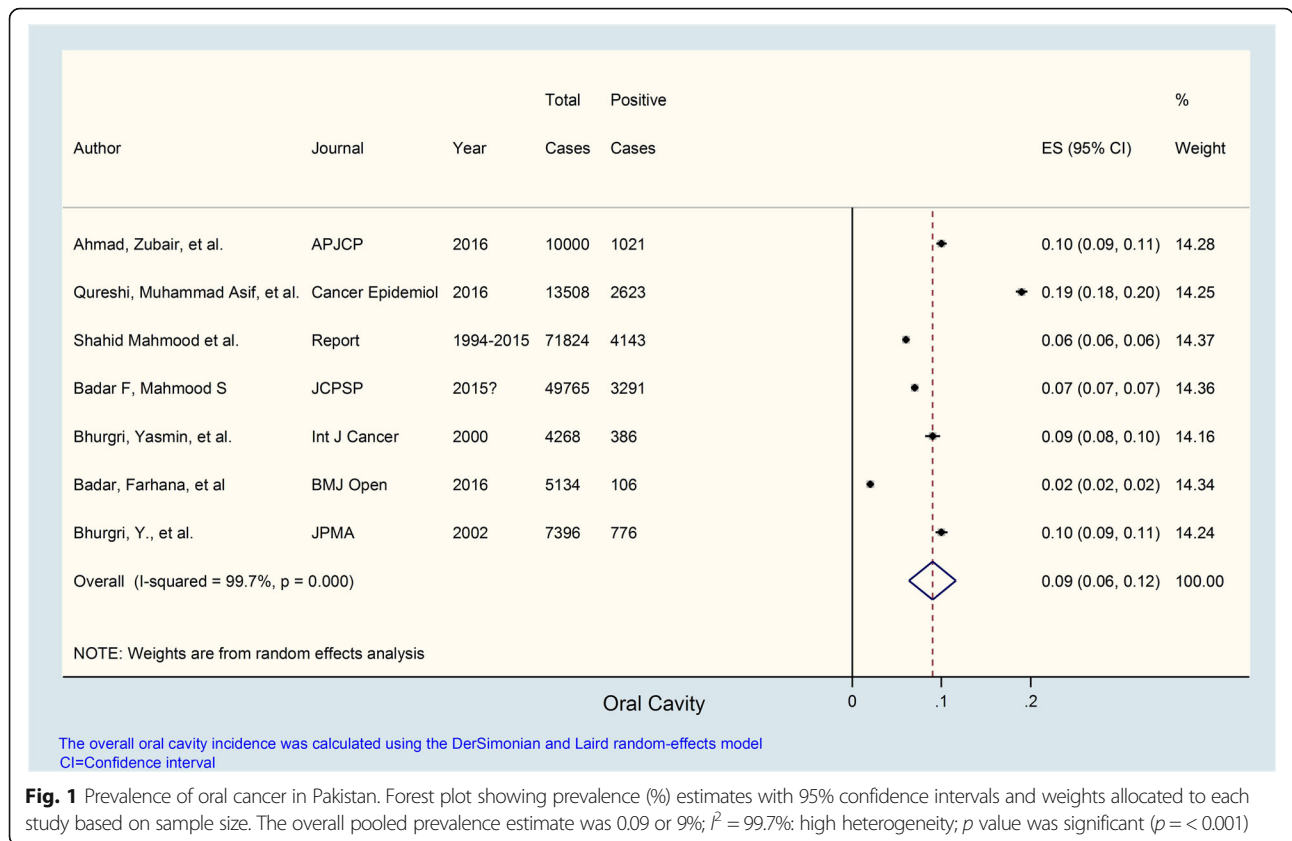 Total Positive %
Author Journal Year Cases Cases ES (95% CI) Weight
Ahmad, Zubair, et al. APJCP 2016 10000 1021 0.10 (0.09, 0.11) 14.28
Qureshi, Muhammad Asif, et al. Cancer Epidemiol 2016 13508 2623 0.19 (0.18, 0.20) 14.25
Shahid Mahmood et al. Report 1994-2015 71824 4143 0.06 (0.06, 0.06) 14.37
Badar F, Mahmood S JCPSP 2015? 49765 3291 0.07 (0.07, 0.07) 14.36
Bhurgri, Yasmin, et al. Int J Cancer 2000 4268 386 0.09 (0.08, 0.10) 14.16
Badar, Farhana, et al BMJ Open 2016 5134 106 0.02 (0.02, 0.02) 14.34
Bhurgri, Y., et al. JPMA 2002 7396 776 0.10 (0.09, 0.11) 14.24
Overall (I-squared = 99.7%, p = 0.000) 0.09 (0.06, 0.12) 100.00
NOTE: Weights are from random effects analysis
Oral Cavity 0 .1 .2
The overall oral cavity incidence was calculated using the DerSimonian and Laird random-effects model
CI=Confidence interval
Fig. 1 Prevalence of oral cancer in Pakistan. Forest plot showing prevalence (%) estimates with 95% confidence intervals and weights allocated to each
study based on sample size. The overall pooled prevalence estimate was 0.09 or 9%; I² = 99.7%: high heterogeneity; p value was significant (p = < 0.001)